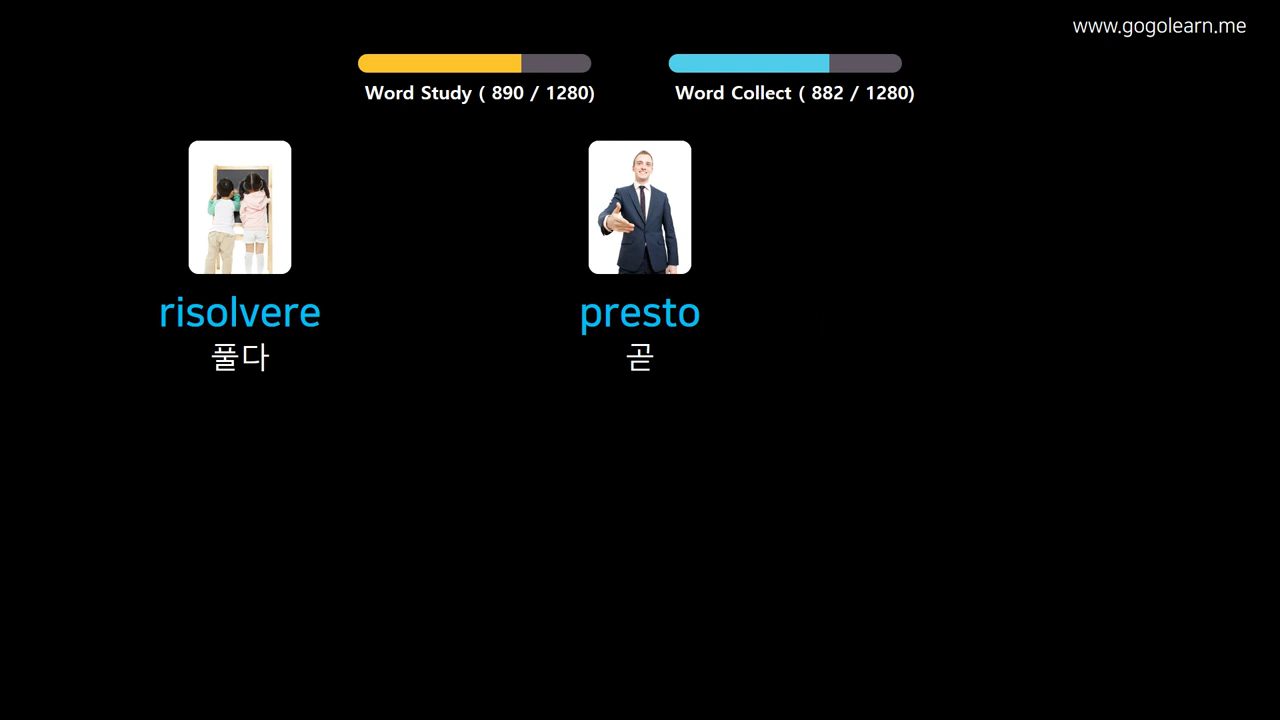 www.gogolearn.me
Word Study ( 890 / 1280)
Word Collect ( 882 / 1280)
risolvere
풀다
presto
곧